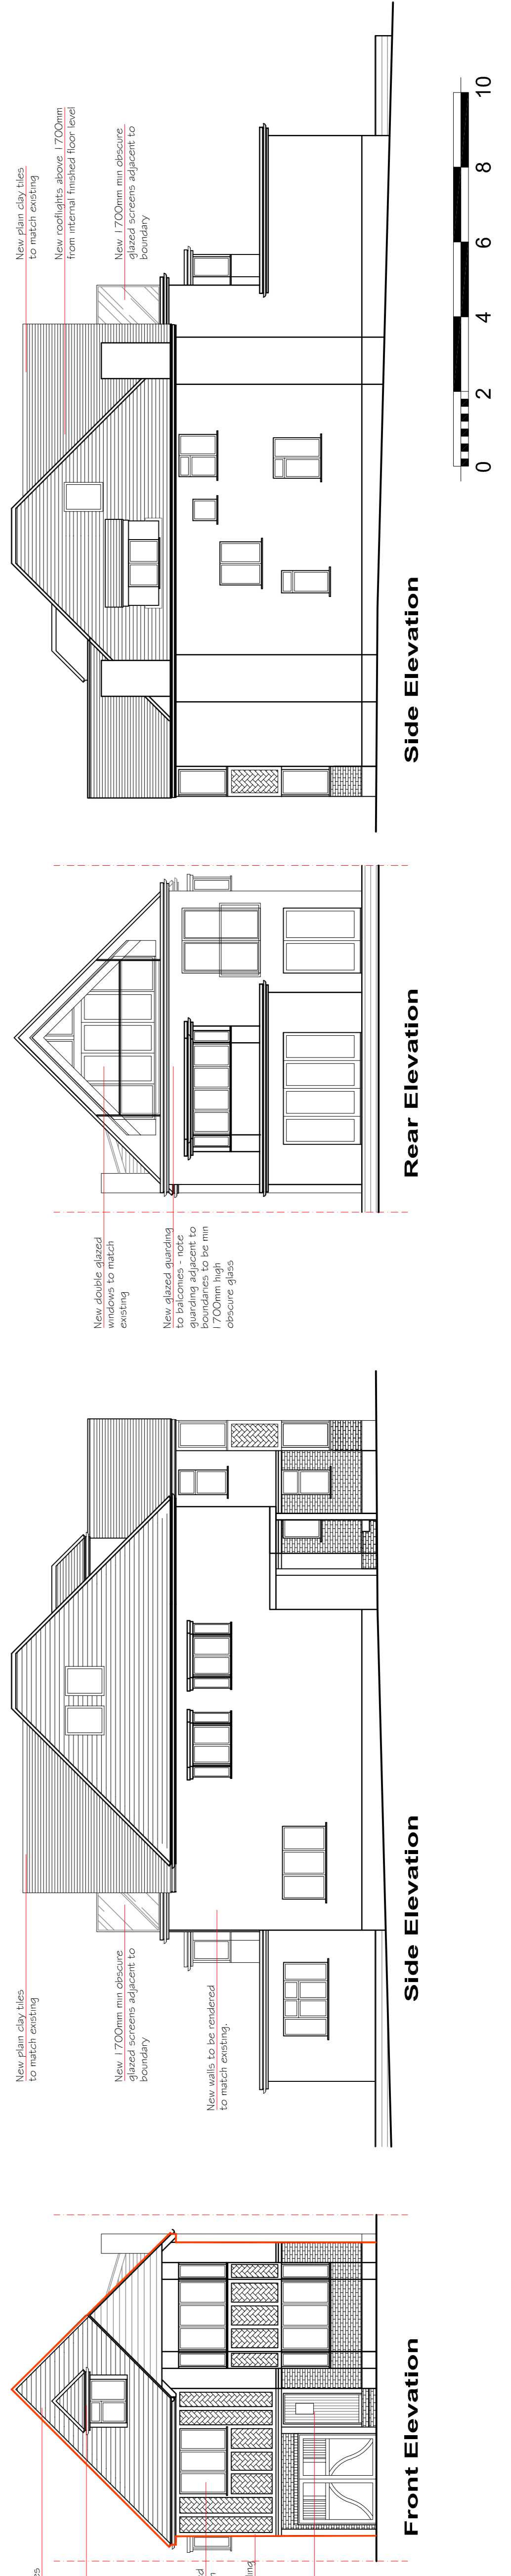 New plain clay tiles
to match existing
New rooflights above 1700mm
from internal finished floor level
New 1700mm min obscure
glazed screens adjacent to
boundary
0 2 4 6 8 10
Side Elevation
New double glazed
windows to match
existing
New glazed guarding
to balconies - note
guarding adjacent to
boundaries to be min
1700mm high
obscure glass
Rear Elevation
New plain clay tiles
to match existing
New 1700mm min obscure
glazed screens adjacent to
boundary
New walls to be rendered
to match existing.
Side Elevation
Front Elevation